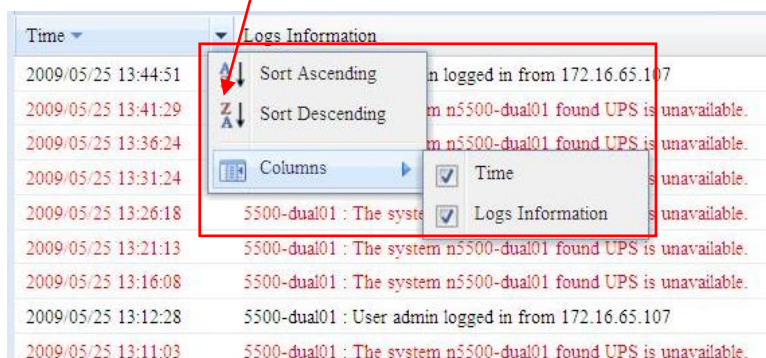 Time Logs Information
2009/05/25 13:44:51 Sort Ascending n logged in from 172.16.65.107
2009/05/25 13:41:29 Sort Descending m n5500-dual01 found UPS is unavailable.
2009/05/25 13:36:24 m n5500-dual01 found UPS is unavailable.
2009/05/25 13:31:24 Columns Time s unavailable.
2009/05/25 13:26:18 5500-dual01 : The syste Logs Information s unavailable.
2009/05/25 13:21:13 5500-dual01 : The system n5500-dual01 found UPS is unavailable.
2009/05/25 13:16:08 5500-dual01 : The system n5500-dual01 found UPS is unavailable.
2009/05/25 13:12:28 5500-dual01 : User admin logged in from 172.16.65.107
2009/05/25 13:11:03 5500-dual01 : The system n5500-dual01 found UPS is unavailable.